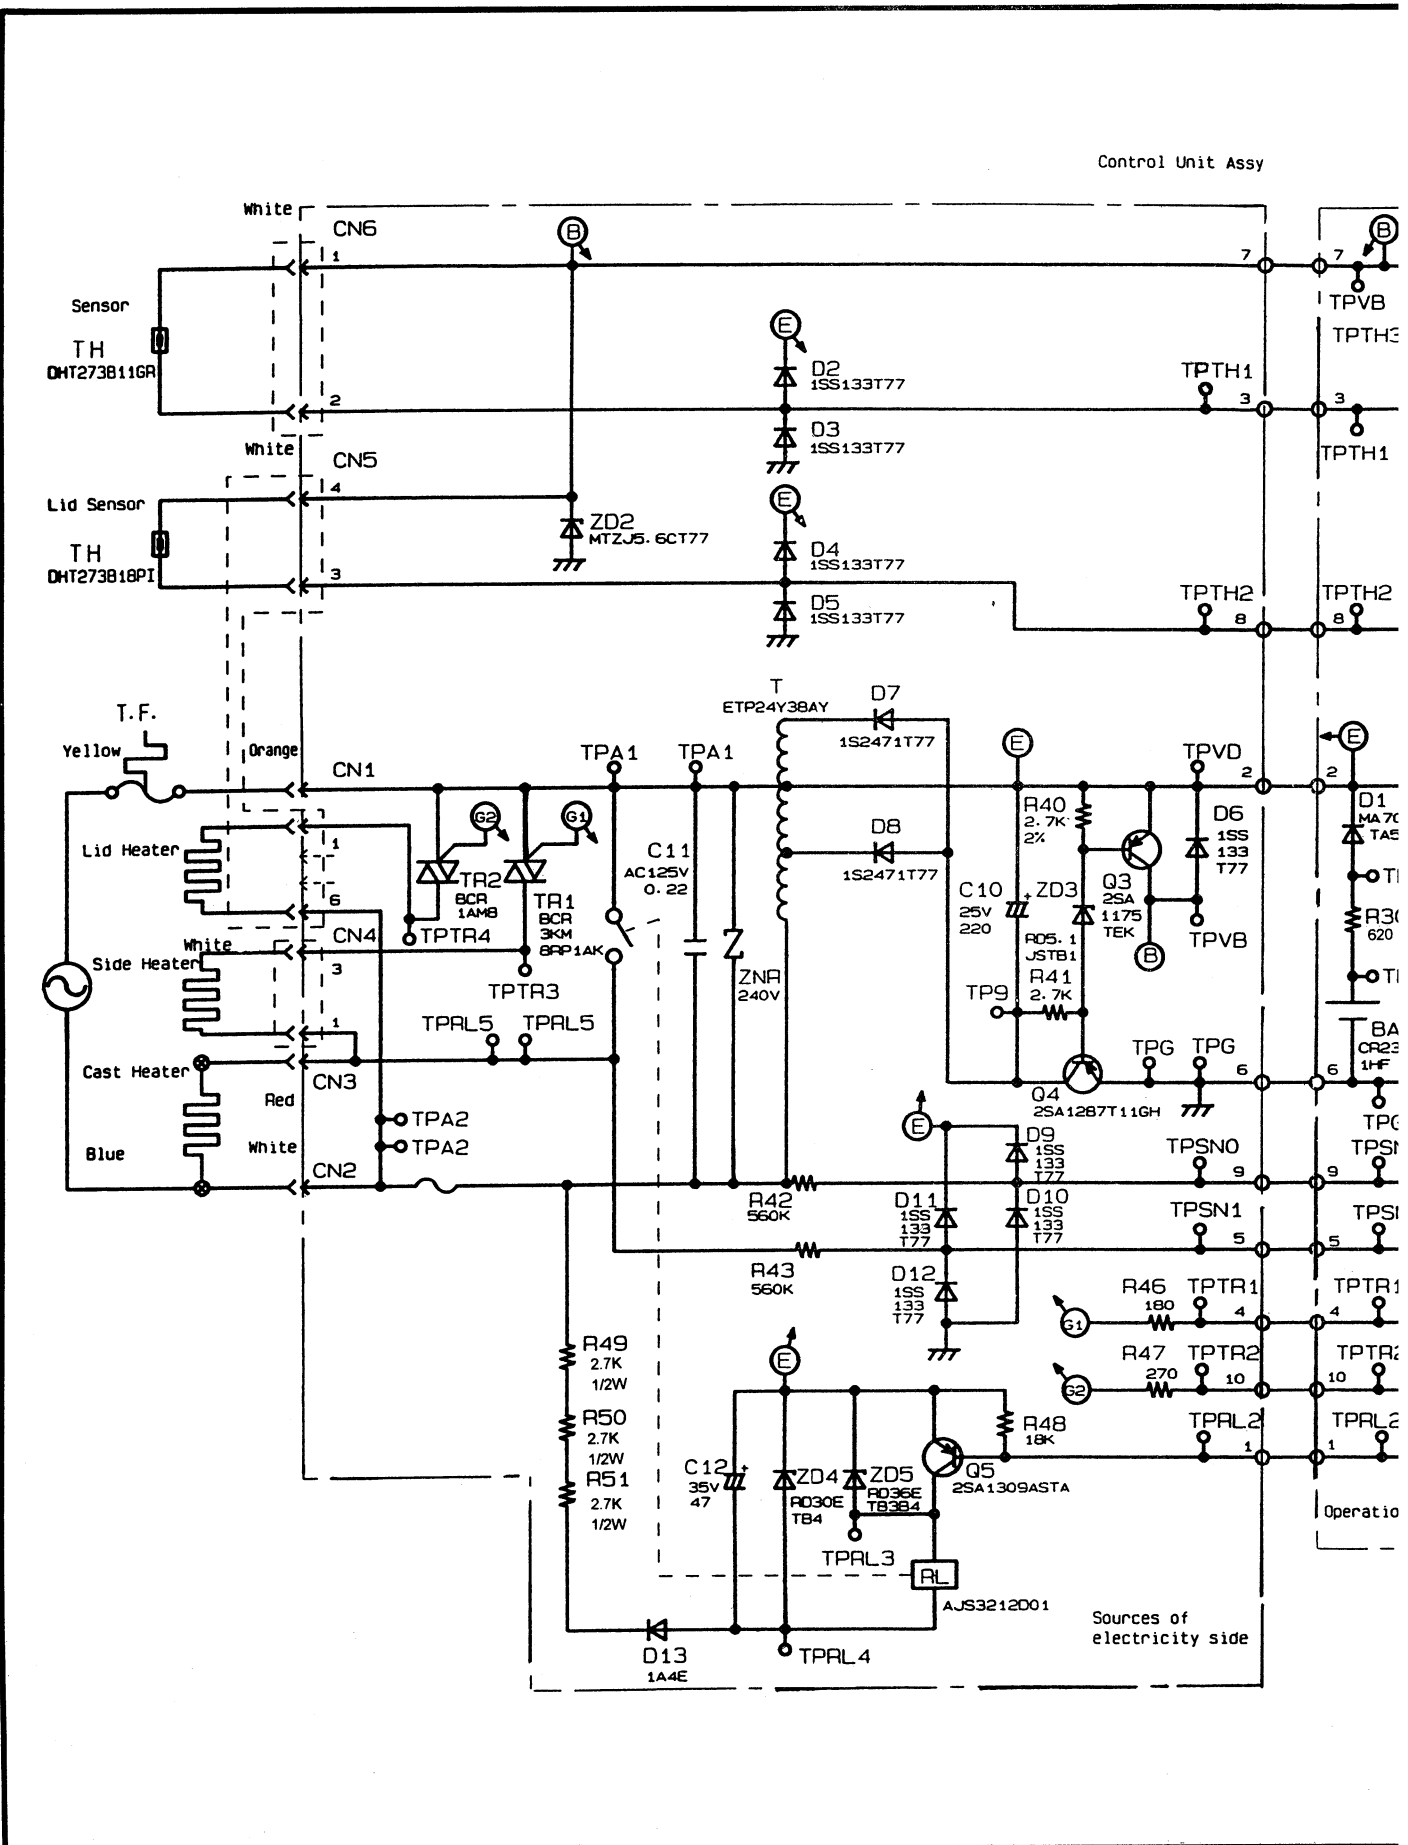 Control Unit Assy
White
CN6
B
1
7
7
B
Sensor
TPVB
TH
DHT273B11GR
E
TPTH3
D2
1SS133T77
TPTH1
2
3
3
D3
1SS133T77
TPTH1
White
CN5
4
Lid Sensor
E
ZD2
MTZJ5.6CT77
TH
DHT273B18PI
D4
1SS133T77
3
TPTH2
TPTH2
D5
1SS133T77
8
8
T
ETP24Y38AY
D7
1S2471T77
T.F.
Yellow
Orange
CN1
TPA1
TPA1
E
TPVD
E
2
2
G2
G1
R40
2.7K
2%
D6
1SS
133
T77
D1
Lid Heater
1
C11
AC125V
0.22
D8
1S2471T77
TR2
BCR
1AM8
TR1
BCR
3KM
8RP1AK
C10
25V
220
+
ZD3
RD5.1
JSTB1
Q3
2SA
1175
TEK
6
TPTR4
620
TPVB
White
CN4
Side Heater
3
TPTR3
ZNR
240V
B
R41
2.7K
TP9
1
TPRL5
TPRL5
TPG
TPG
1HF
Cast Heater
CN3
6
6
Q4
2SA1287T11GH
Red
TPA2
E
White
TPA2
D9
1SS
133
T77
TPSN0
Blue
CN2
9
9
R42
560K
D11
1SS
133
T77
D10
1SS
133
T77
TPSN1
5
5
R43
560K
D12
1SS
133
T77
R46
180
TPTR1
TPTR1
G1
4
4
R49
2.7K
1/2W
E
R47
270
TPTR2
TPTR2
G2
10
10
R50
2.7K
1/2W
R48
18K
TPRL2
TPRL2
1
1
R51
2.7K
1/2W
C12
35V
47
+
ZD4
RD30E
TB4
ZD5
RD36E
TB3B4
Q5
2SA1309ASTA
TPRL3
RL
AJS3212D01
Sources of
electricity side
D13
1A4E
TPRL4